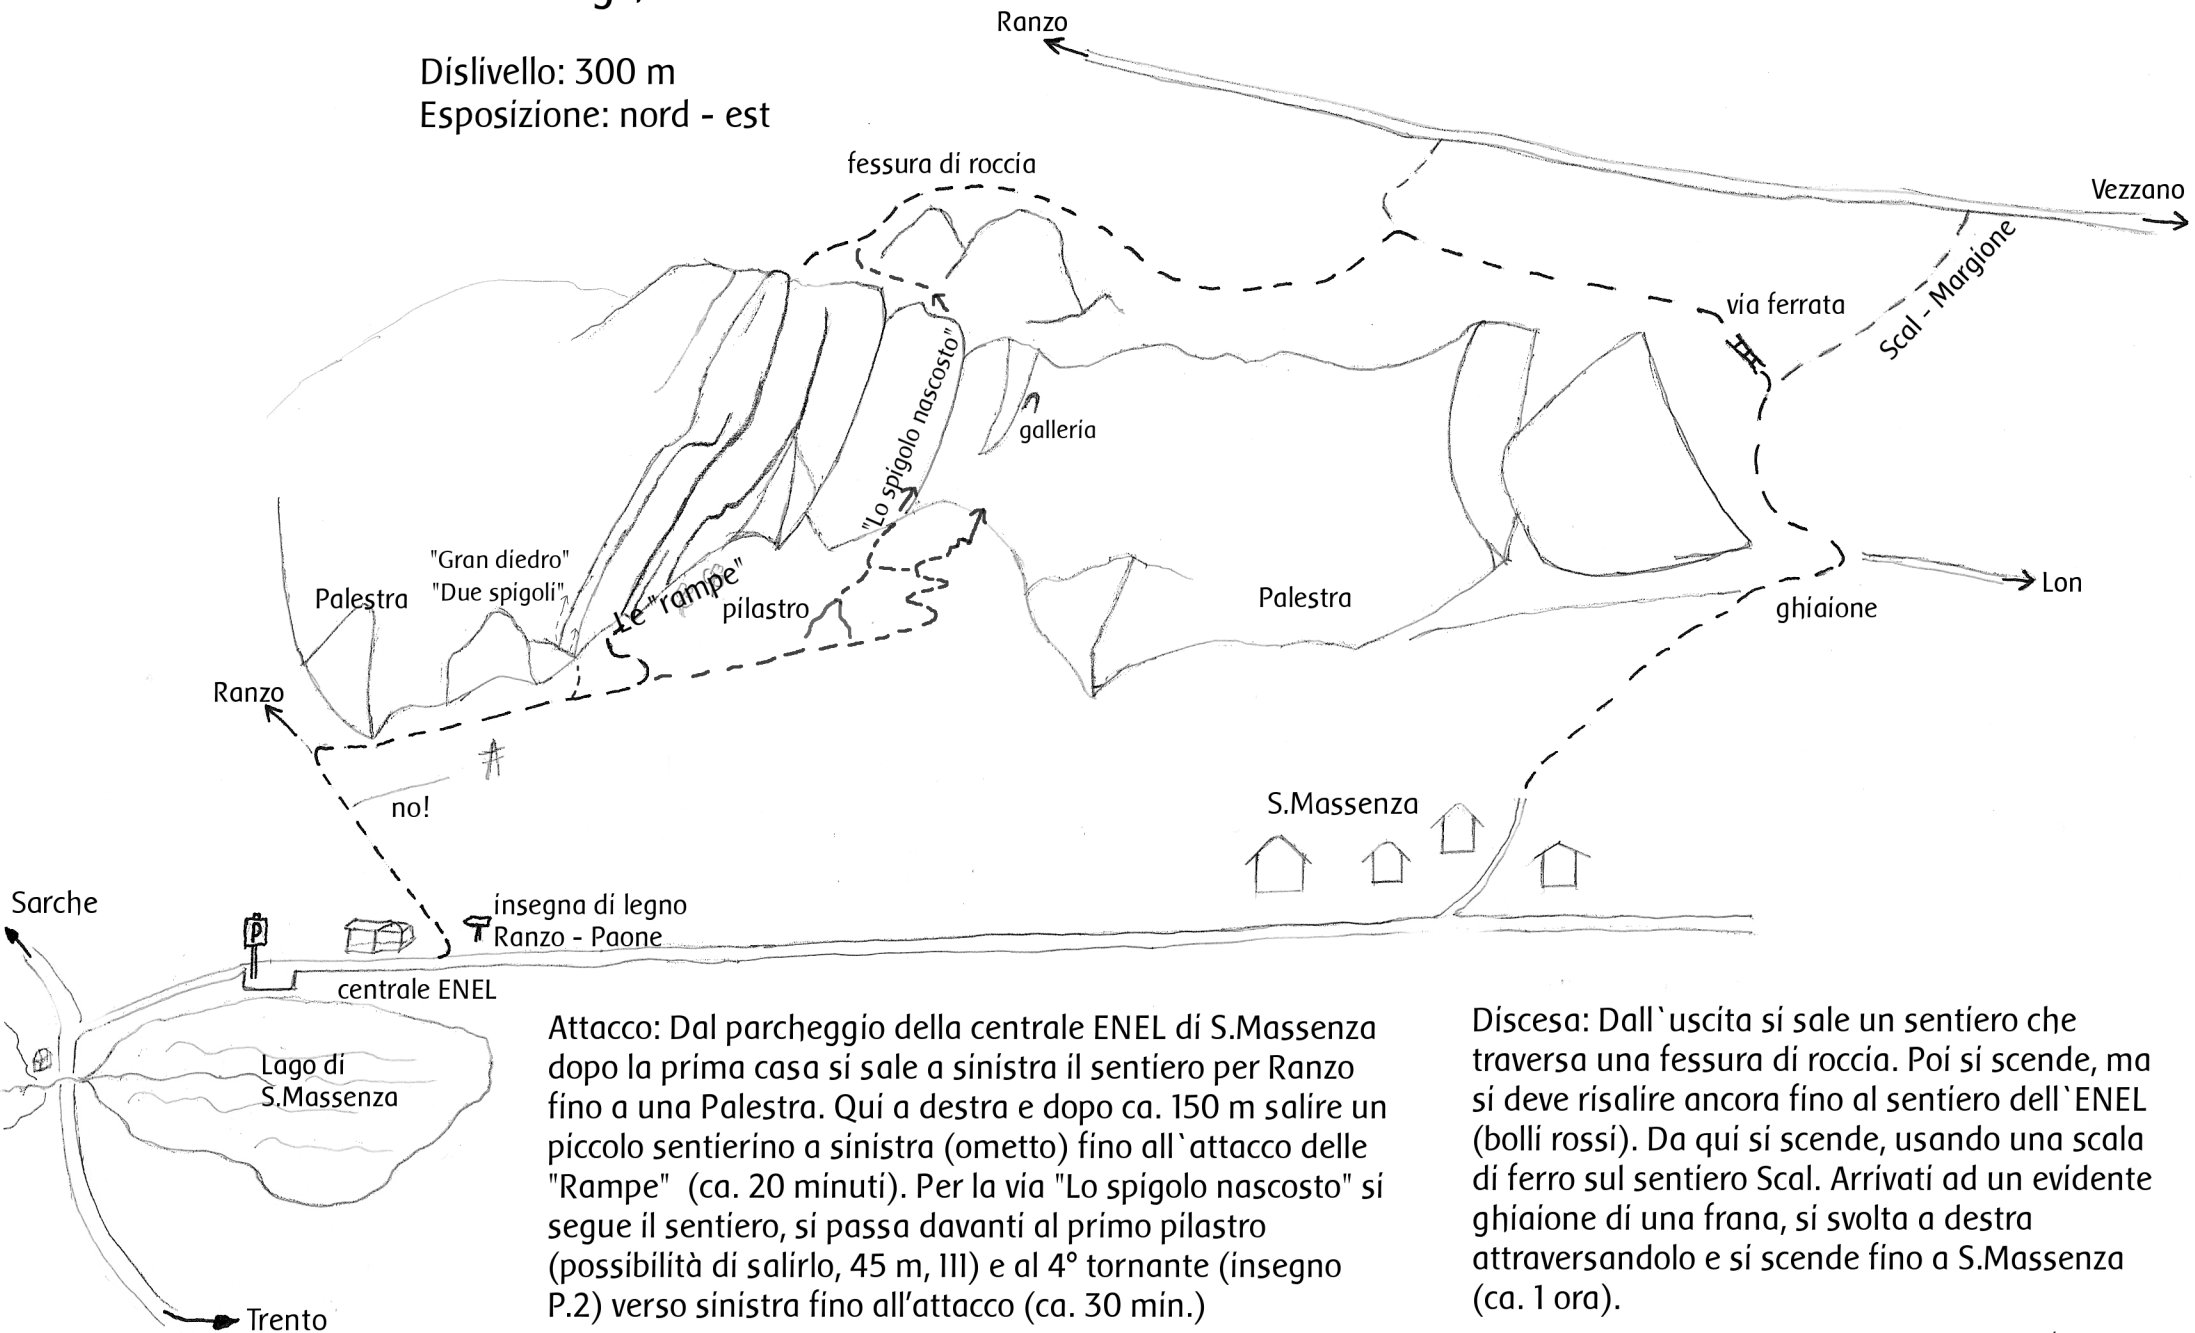 Ranzo
Dislivello: 300 m
Esposizione: nord - est
fessura di roccia
Vezzano
via ferrata
Scal - Margione
"Lo spigolo nascosto"
galleria
"Gran diedro"
"Due spigoli"
Palestra
Le "rampe"
pilastro
Palestra
Lon
ghiaione
Ranzo
no!
S.Massenza
Sarche
P
insegna di legno
Ranzo - Paone
centrale ENEL
Lago di
S.Massenza
Trento
Attacco: Dal parcheggio della centrale ENEL di S.Massenza
dopo la prima casa si sale a sinistra il sentiero per Ranzo
fino a una Palestra. Qui a destra e dopo ca. 150 m salire un
piccolo sentierino a sinistra (ometto) fino all`attacco delle
"Rampe"  (ca. 20 minuti). Per la via "Lo spigolo nascosto" si
segue il sentiero, si passa davanti al primo pilastro
(possibilità di salirlo, 45 m, III) e al 4° tornante (insegno
P.2) verso sinistra fino all'attacco (ca. 30 min.)
Discesa: Dall`uscita si sale un sentiero che
traversa una fessura di roccia. Poi si scende, ma
si deve risalire ancora fino al sentiero dell`ENEL
(bolli rossi). Da qui si scende, usando una scala
di ferro sul sentiero Scal. Arrivati ad un evidente
ghiaione di una frana, si svolta a destra
attraversandolo e si scende fino a S.Massenza
(ca. 1 ora).